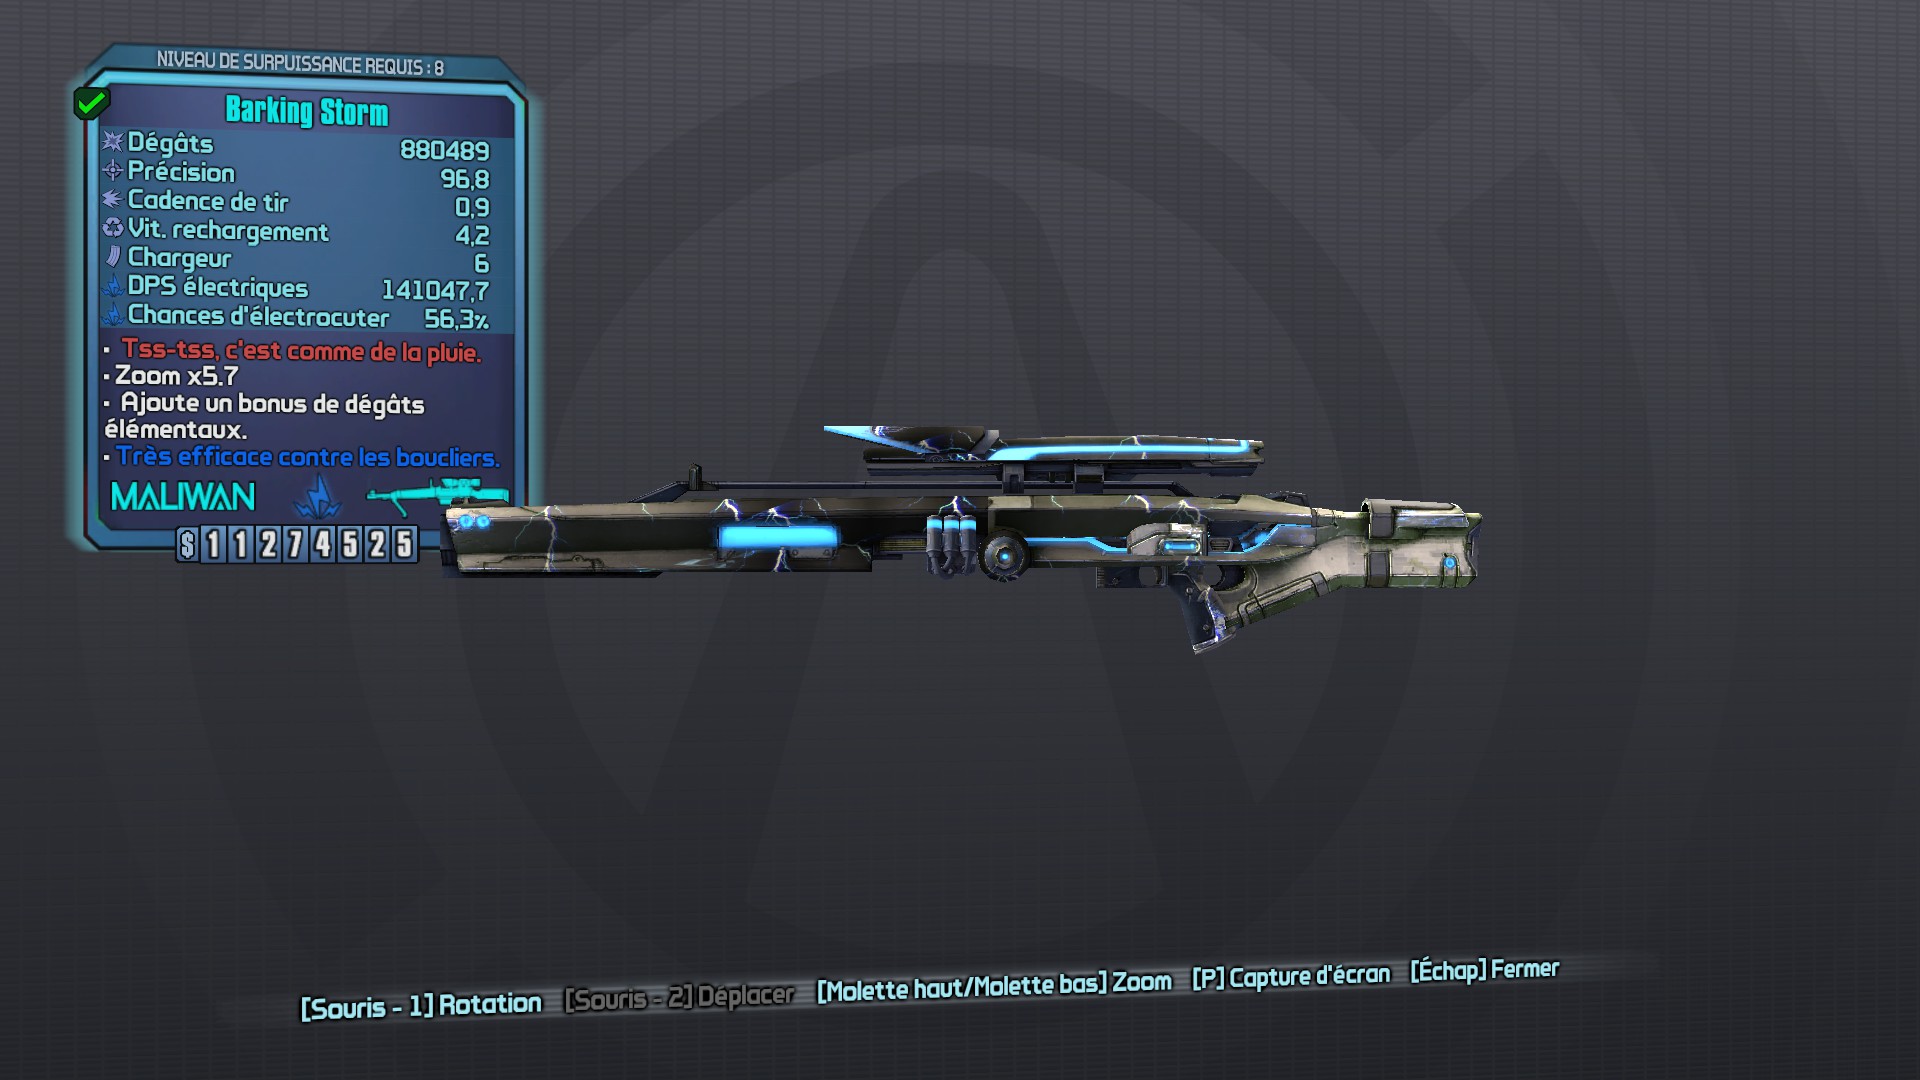 NIVEAU DE SURPUISSANCE REQUIS : 8
Barking Storm
Dégâts 880489
Précision 96,8
Cadence de tir 0,9
Vit. rechargement 4,2
Chargeur 6
DPS électriques 141047,7
Chances d'électrocuter 56,3%
• Tss-tss, c'est comme de la pluie.
• Zoom x5.7
• Ajoute un bonus de dégâts
élémentaux.
• Très efficace contre les boucliers.
MALIWAN
$11274525
[Souris - 1] Rotation [Souris - 2] Déplacer [Molette haut/Molette bas] Zoom [P] Capture d'écran [Échap] Fermer